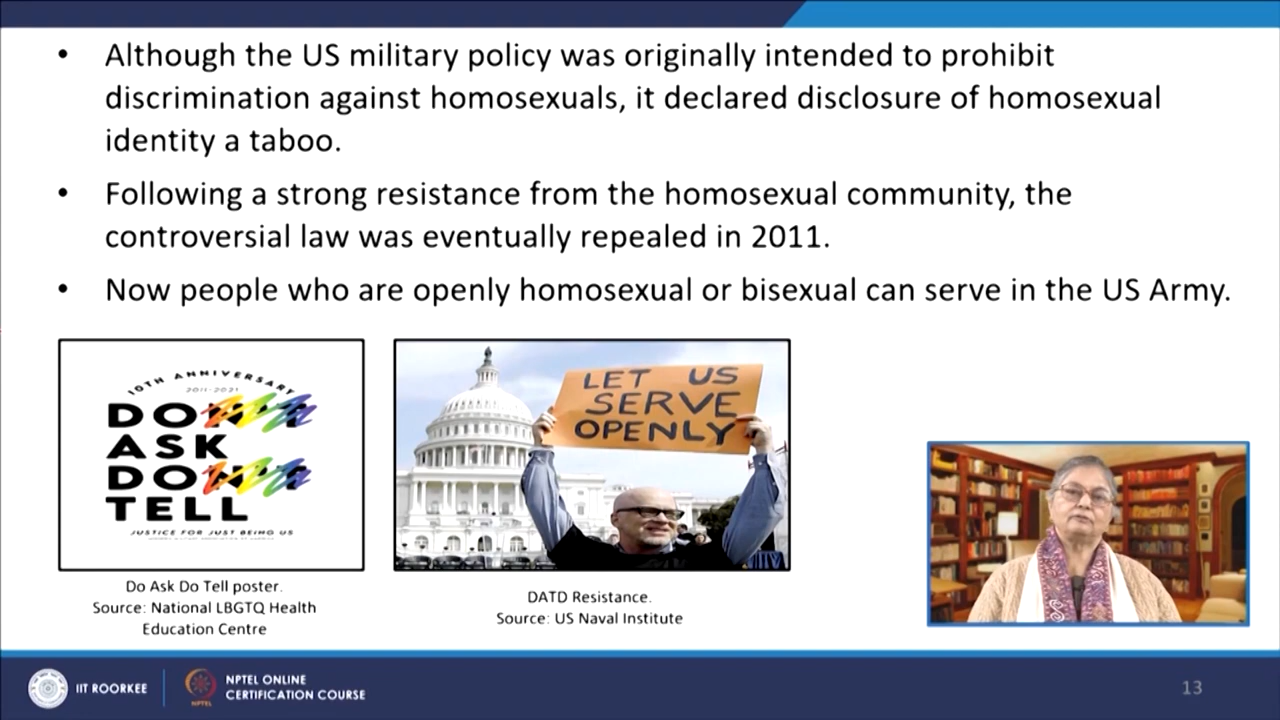 • Although the US military policy was originally intended to prohibit
discrimination against homosexuals, it declared disclosure of homosexual
identity a taboo.
• Following a strong resistance from the homosexual community, the
controversial law was eventually repealed in 2011.
• Now people who are openly homosexual or bisexual can serve in the US Army.
10TH ANNIVERSARY
2011-2021
DON'T
ASK
DON'T
TELL
JUSTICE FOR JUST BEING US
LET US
SERVE
OPENLY
Do Ask Do Tell poster.
Source: National LBGTQ Health
Education Centre
DATD Resistance.
Source: US Naval Institute
IIT ROORKEE
NPTEL
NPTEL ONLINE
CERTIFICATION COURSE
13